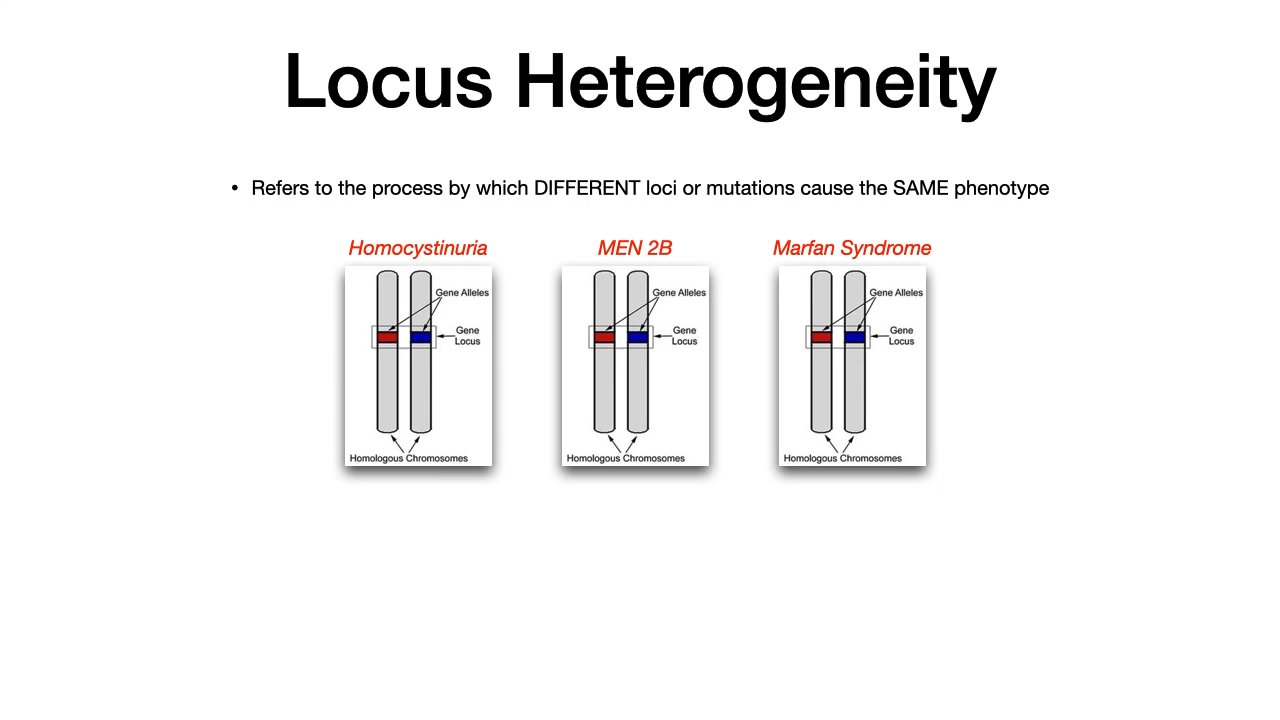 Locus Heterogeneity
• Refers to the process by which DIFFERENT loci or mutations cause the SAME phenotype
Homocystinuria
Gene Alleles
Gene
Locus
Homologous Chromosomes
MEN 2B
Gene Alleles
Gene
Locus
Homologous Chromosomes
Marfan Syndrome
Gene Alleles
Gene
Locus
Homologous Chromosomes